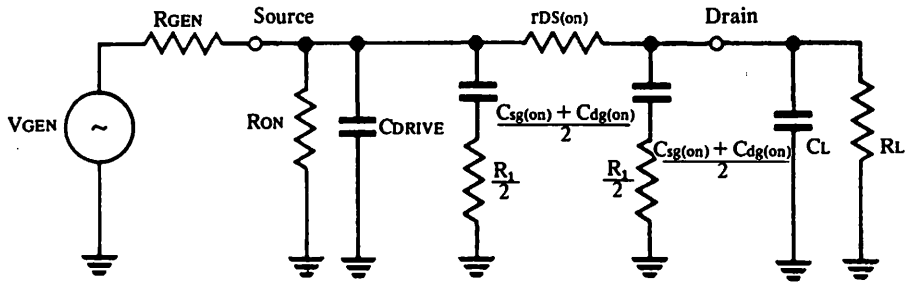 RGEN
Source
rDS(on)
Drain
VGEN
~
RON
CDRIVE
Csg(on) + Cdg(on)
2
R1
2
Csg(on) + Cdg(on)
2
R1
2
CL
RL